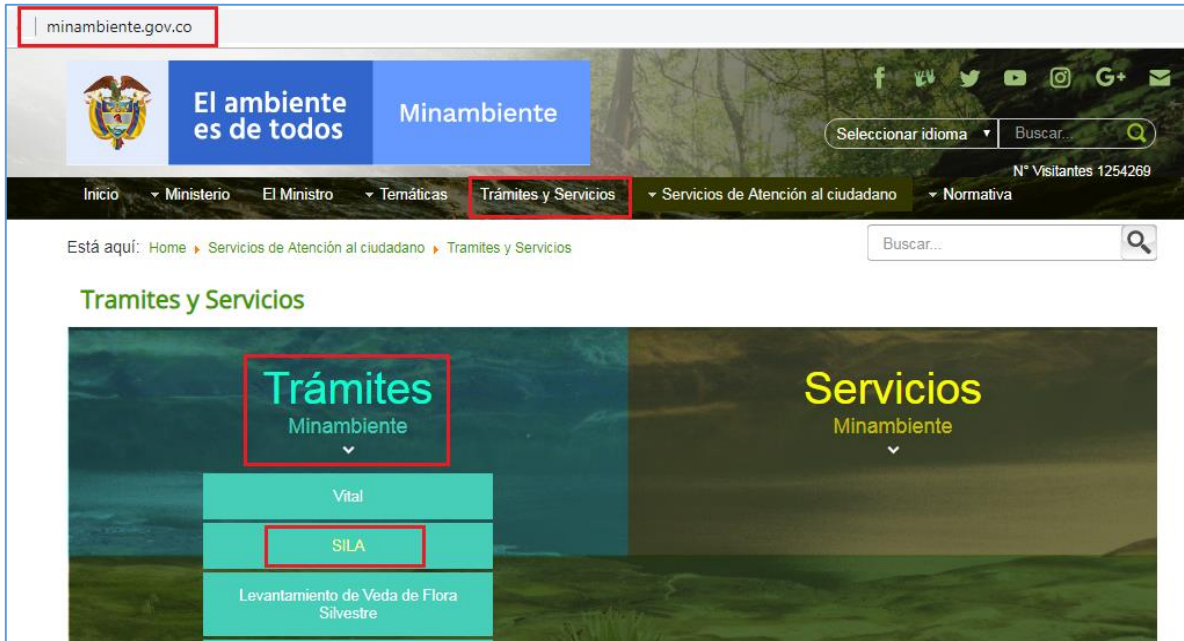 minambiente.gov.co
El ambiente
es de todos
Minambiente
Seleccionar idioma
Buscar...
N° Visitantes 1254269
Inicio
Ministerio
El Ministro
Temáticas
Trámites y Servicios
Servicios de Atención al ciudadano
Normativa
Está aquí: Home Servicios de Atención al ciudadano Tramites y Servicios
Buscar...
Tramites y Servicios
Trámites
Minambiente
Servicios
Minambiente
Vital
SILA
Levantamiento de Veda de Flora
Silvestre